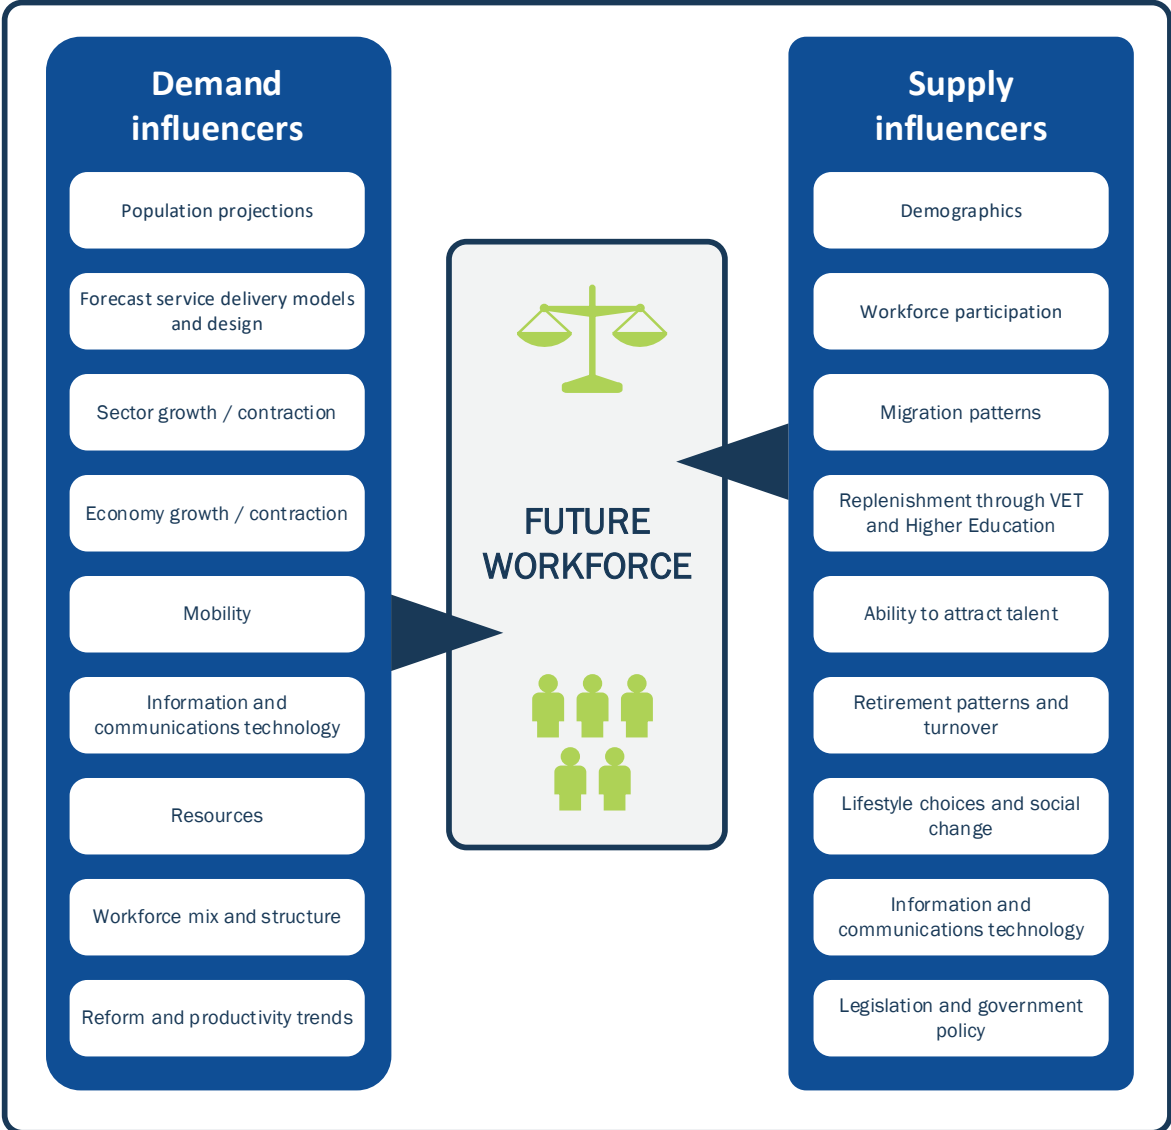 Demand
influencers
Population projections
Forecast service delivery models
and design
Sector growth / contraction
Economy growth / contraction
Mobility
Information and
communications technology
Resources
Workforce mix and structure
Reform and productivity trends
FUTURE
WORKFORCE
Supply
influencers
Demographics
Workforce participation
Migration patterns
Replenishment through VET
and Higher Education
Ability to attract talent
Retirement patterns and
turnover
Lifestyle choices and social
change
Information and
communications technology
Legislation and government
policy